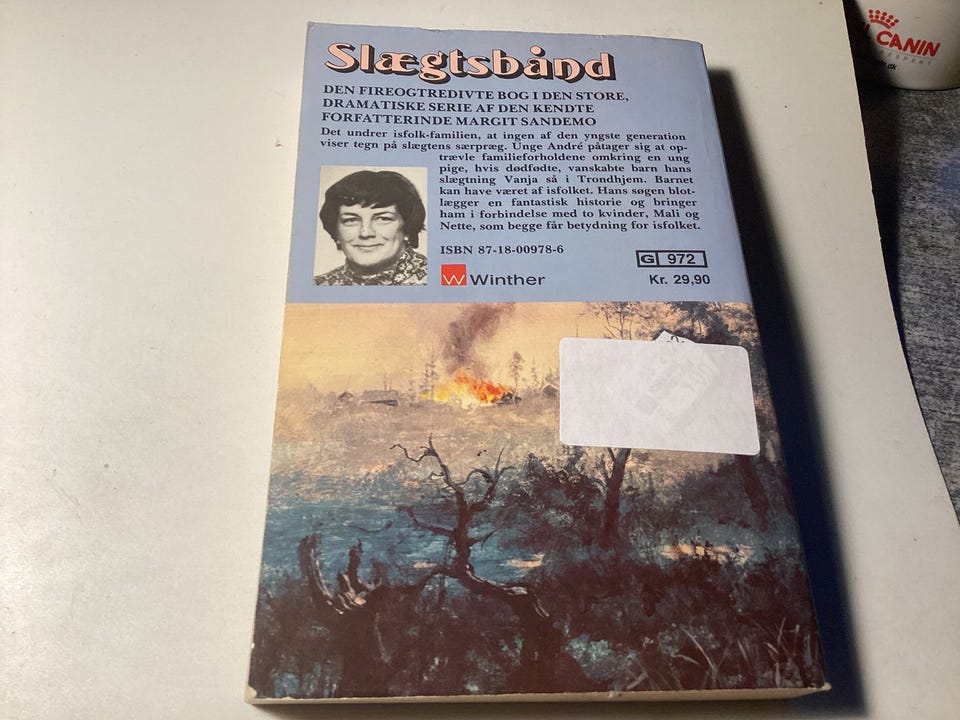 Slægtsbånd
DEN FIREOGTREDIVTE BOG I DEN STORE,
DRAMATISKE SERIE AF DEN KENDTE
FORFATTERINDE MARGIT SANDEMO
Det undrer isfolk-familien, at ingen af den yngste generation
viser tegn på slægtens særpræg. Unge André påtager sig at op-
trævle familieforholdene omkring en ung
pige, hvis dødfødte, vanskabte barn hans
slægtning Vanja så i Trondhjem. Barnet
kan have været af isfolket. Hans søgen blot-
lægger en fantastisk historie og bringer
ham i forbindelse med to kvinder, Mali og
Nette, som begge får betydning for isfolket.
ISBN 87-18-00978-6
G 972
W Winther
Kr. 29,90
CANIN